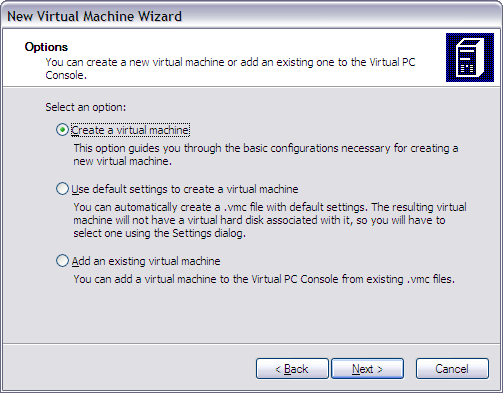 New Virtual Machine Wizard
Options
You can create a new virtual machine or add an existing one to the Virtual PC
Console.
Select an option:
Create a virtual machine
This option guides you through the basic configurations necessary for creating a
new virtual machine.
Use default settings to create a virtual machine
You can automatically create a .vmc file with default settings. The resulting virtual
machine will not have a virtual hard disk associated with it, so you will have to
select one using the Settings dialog.
Add an existing virtual machine
You can add a virtual machine to the Virtual PC Console from existing .vmc files.
< Back
Next >
Cancel